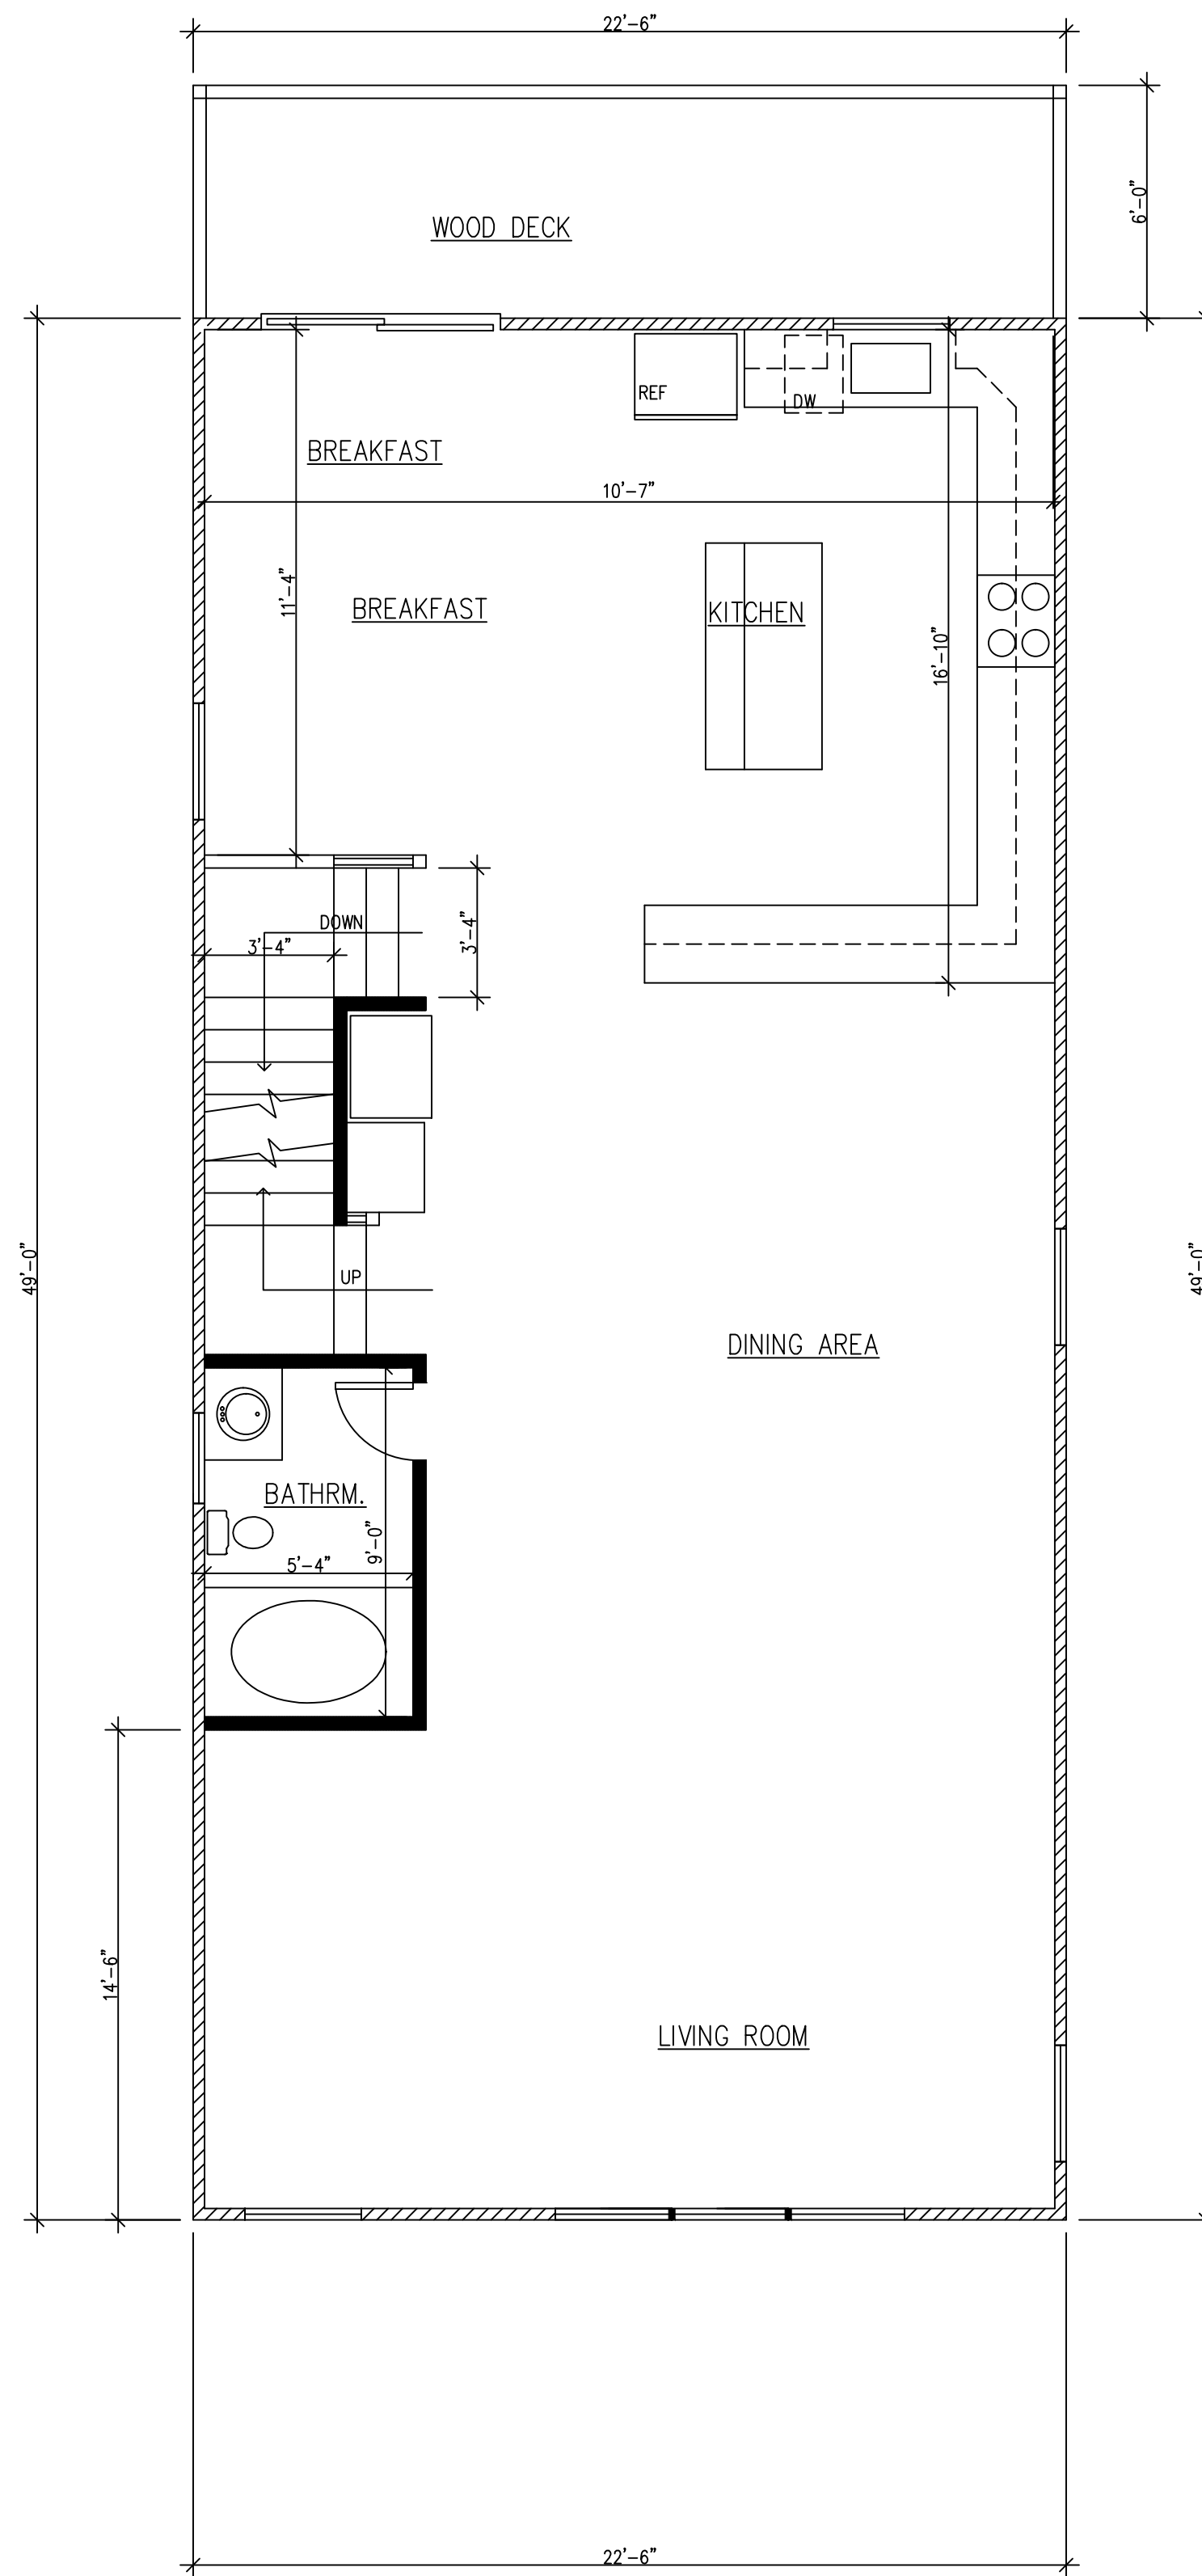 22'-6"
6'-0"
WOOD DECK
REF
DW
BREAKFAST
10'-7"
11'-4"
BREAKFAST
KITCHEN
16'-10"
DOWN
3'-4"
3'-4"
49'-0"
49'-0"
UP
DINING AREA
BATHRM.
9'-0"
5'-4"
14'-6"
LIVING ROOM
22'-6"